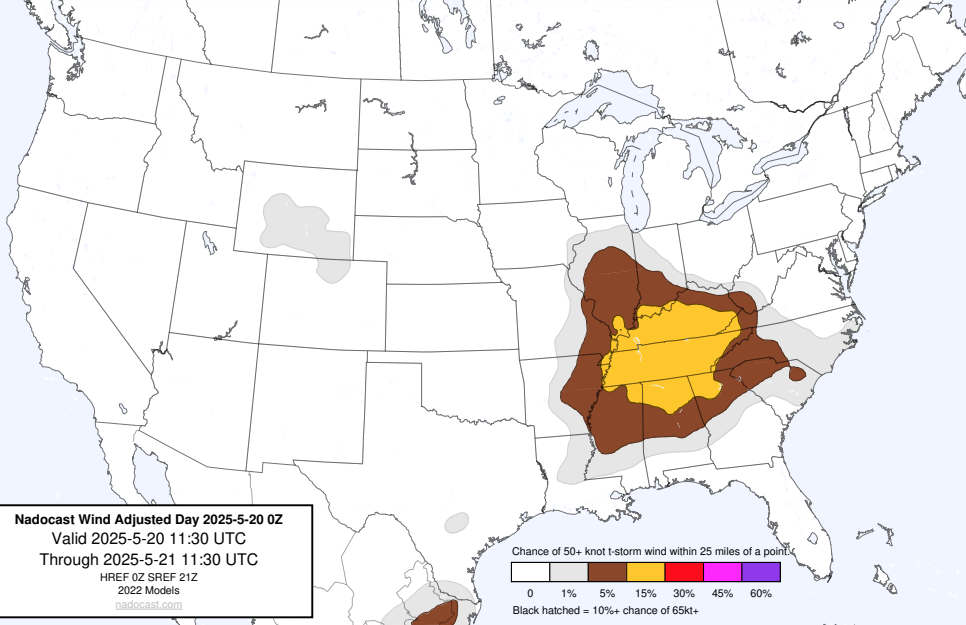 Nadocast Wind Adjusted Day 2025-5-20 0Z
Valid 2025-5-20 11:30 UTC
Through 2025-5-21 11:30 UTC
HREF 0Z SREF 21Z
2022 Models
nadocast.com
Chance of 50+ knot t-storm wind within 25 miles of a point.
0 1% 5% 15% 30% 45% 60%
Black hatched = 10%+ chance of 65kt+